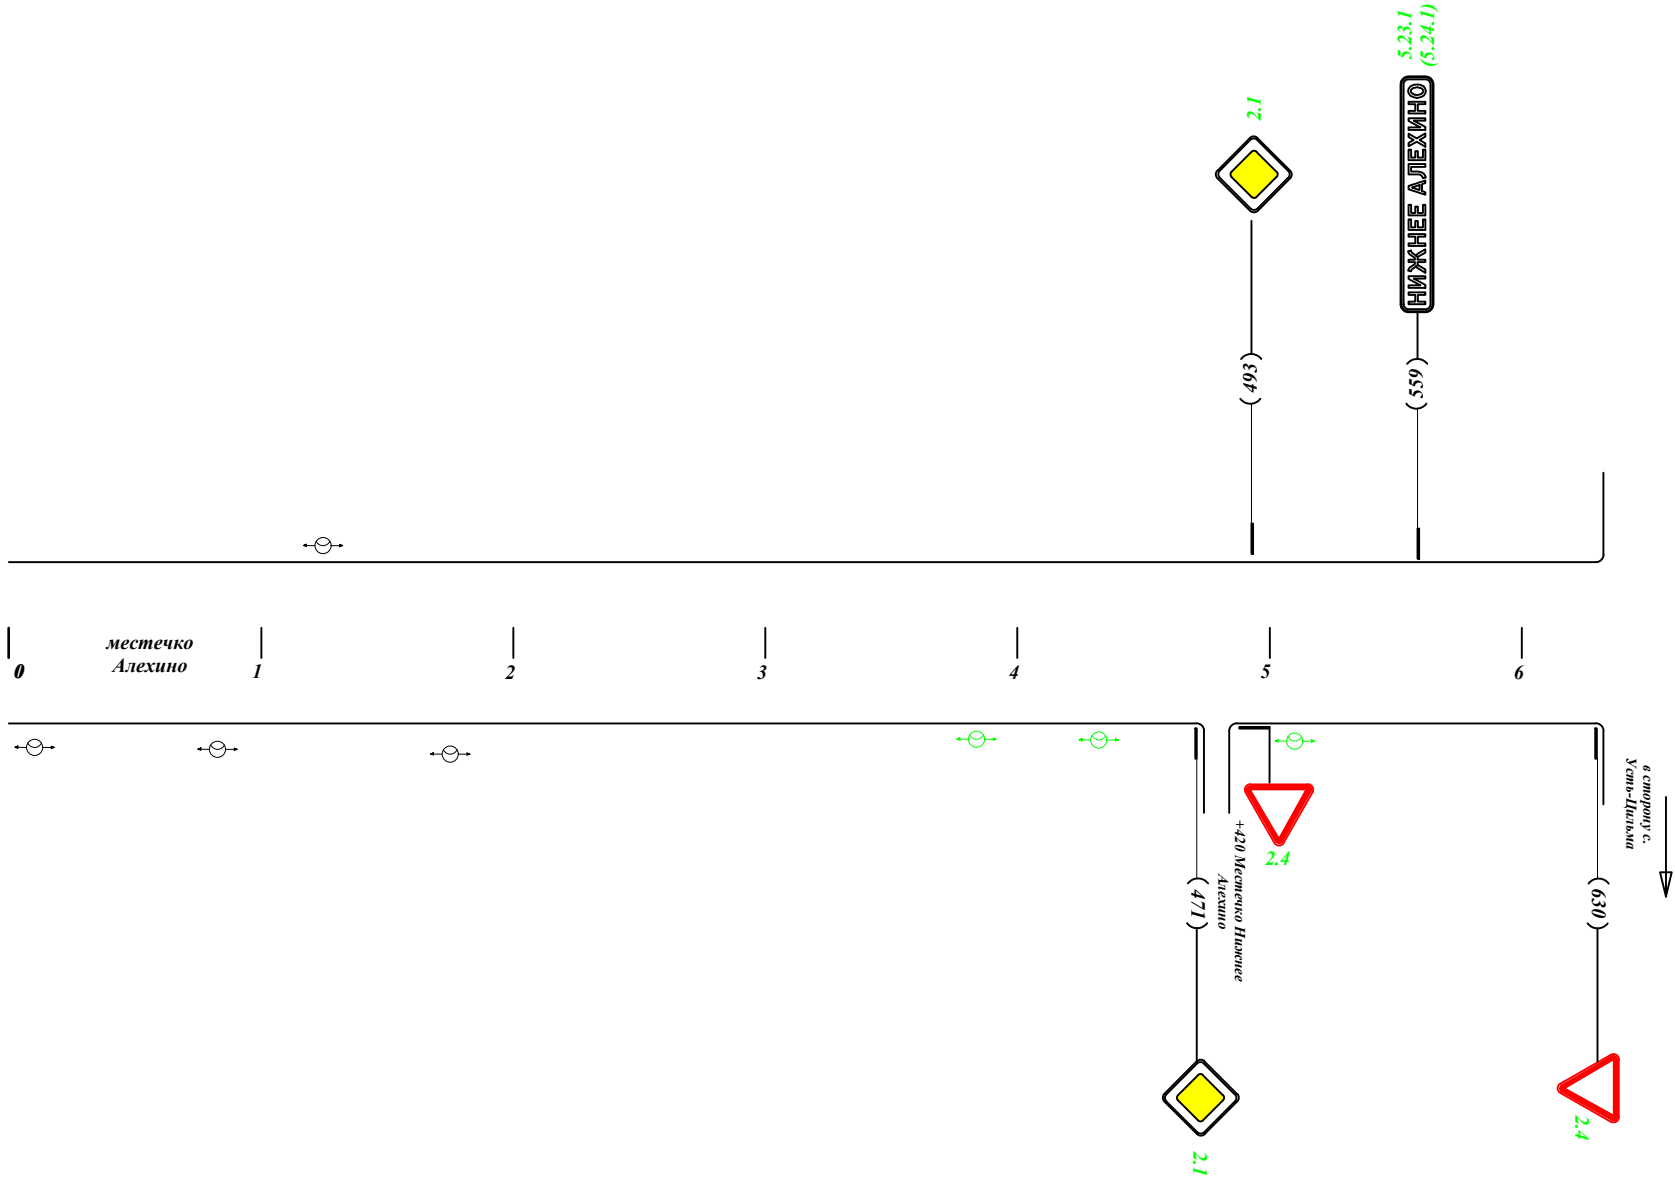 5.23.1
(5.24.1)
2.1
НИЖНЕЕ АЛЕХИНО
(493)
(559)
местечко
Алехино
0
1
2
3
4
5
6
в сторону с.
Усть-Цильма
+420 Местечко Нижнее
Алехино
2.4
(471)
(630)
2.1
2.4